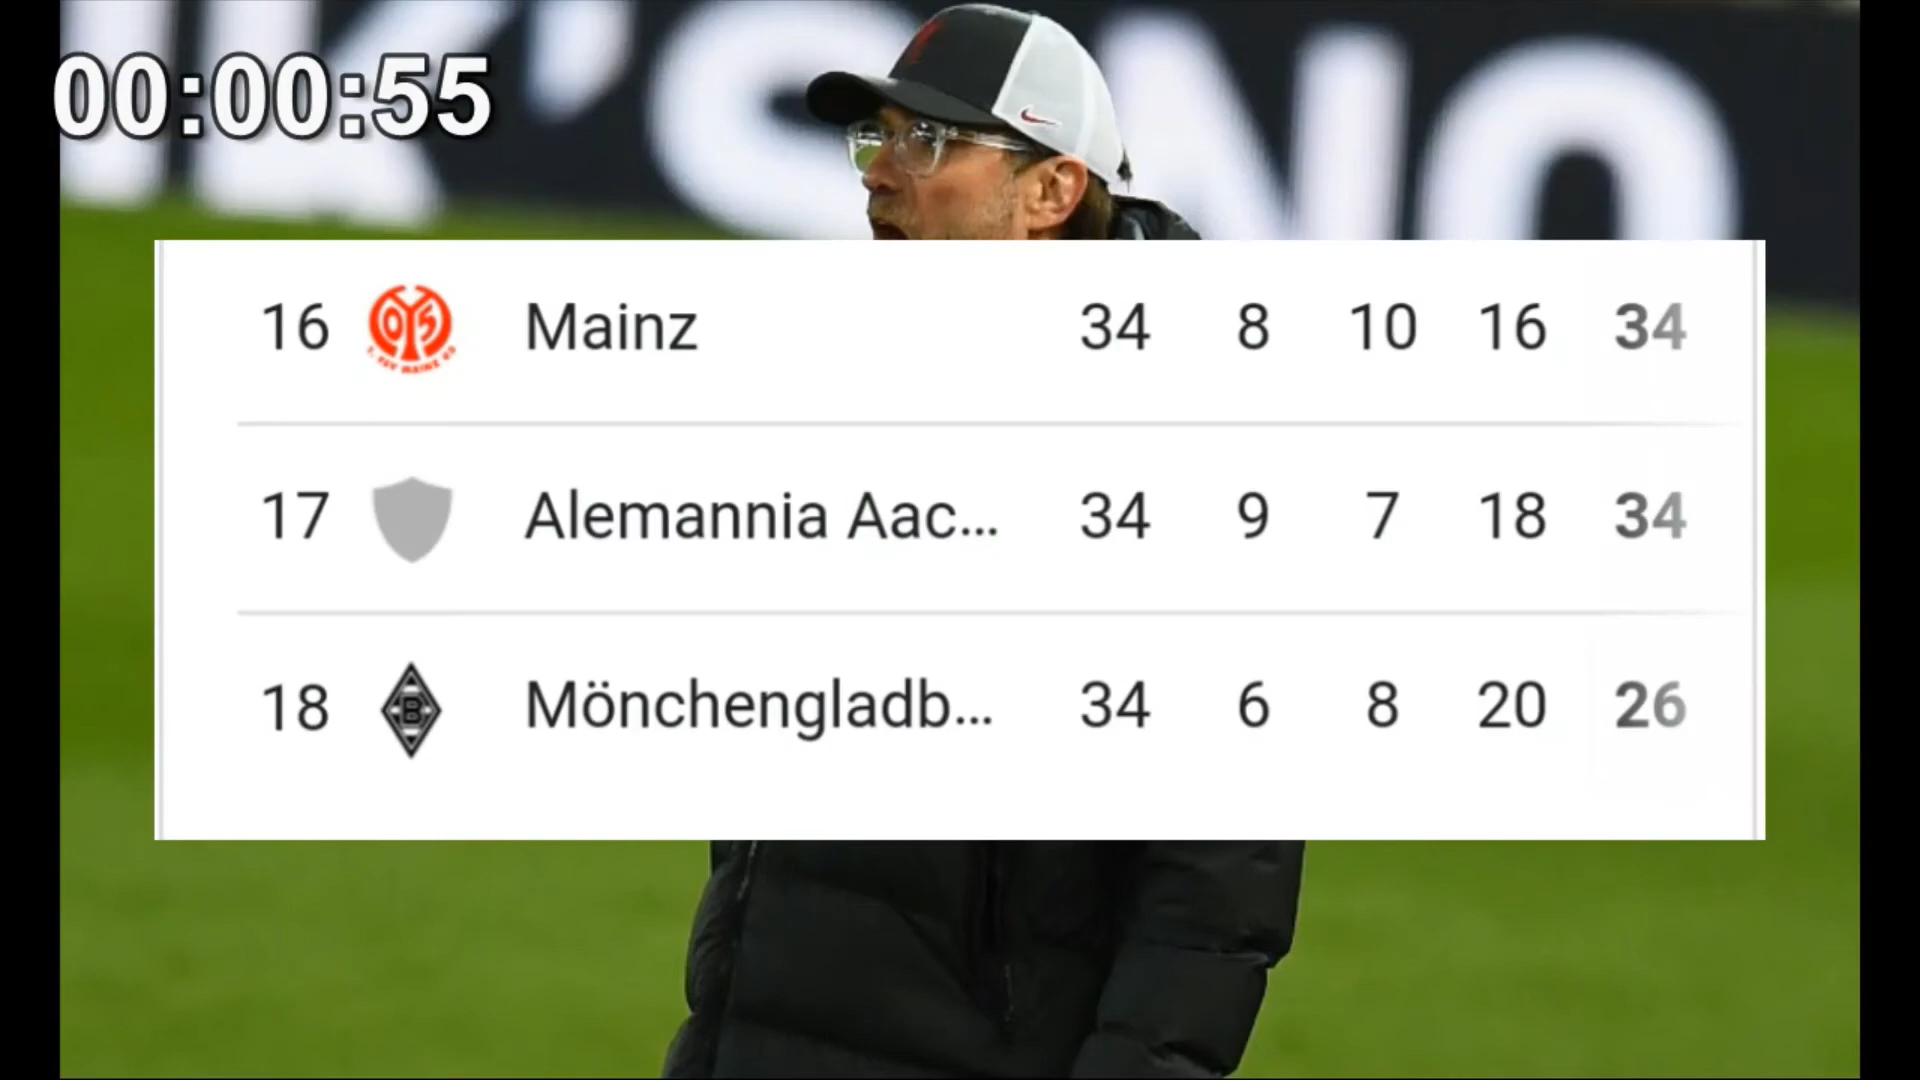 K'S NO
00:00:55
16 Mainz 34 8 10 16 34
17 Alemannia Aac... 34 9 7 18 34
18 Mönchengladb... 34 6 8 20 26